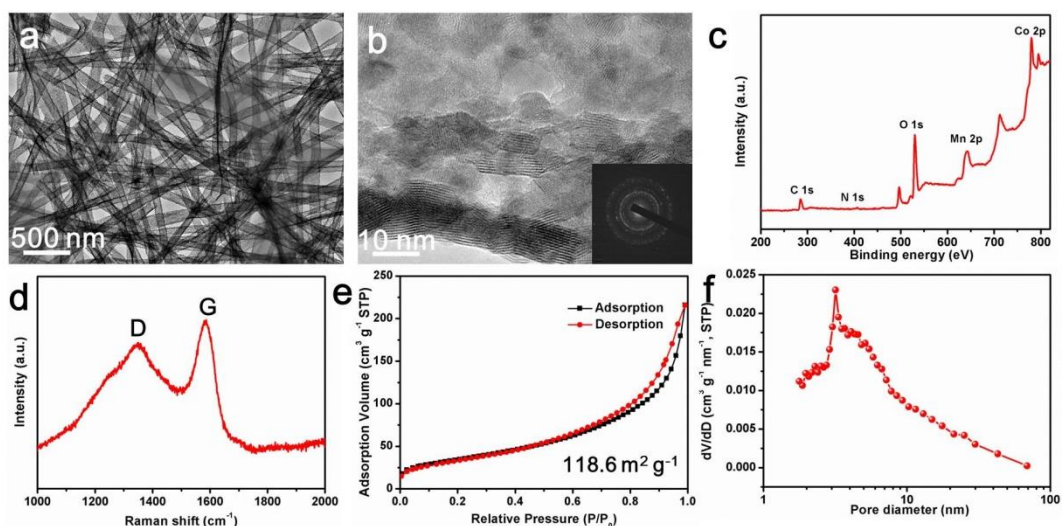 a
500 nm
b
10 nm
c
Intensity (a.u.)
C 1s
N 1s
O 1s
Mn 2p
Co 2p
200 300 400 500 600 700 800
Binding energy (eV)
d
Intensity (a.u.)
D
G
1000 1200 1400 1600 1800 2000
Raman shift (cm⁻¹)
e
Adsorption Volume (cm³ g⁻¹ STP)
250
200
150
100
50
0
Adsorption
Desorption
118.6 m² g⁻¹
0.0 0.2 0.4 0.6 0.8 1.0
Relative Pressure (P/P₀)
f
dV/dD (cm³ g⁻¹ nm⁻¹, STP)
0.025
0.020
0.015
0.010
0.005
0.000
1 10 100
Pore diameter (nm)